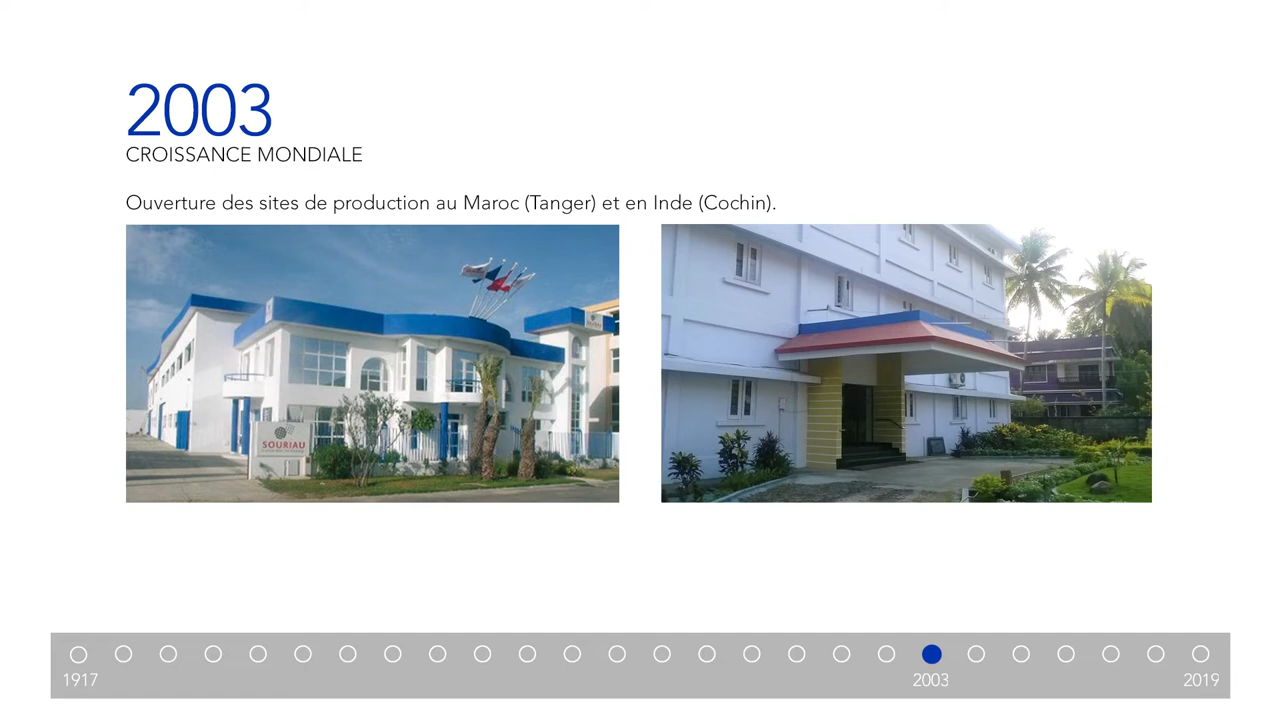 2003
CROISSANCE MONDIALE
Ouverture des sites de production au Maroc (Tanger) et en Inde (Cochin).
SOURIAU
1917
2003
2019